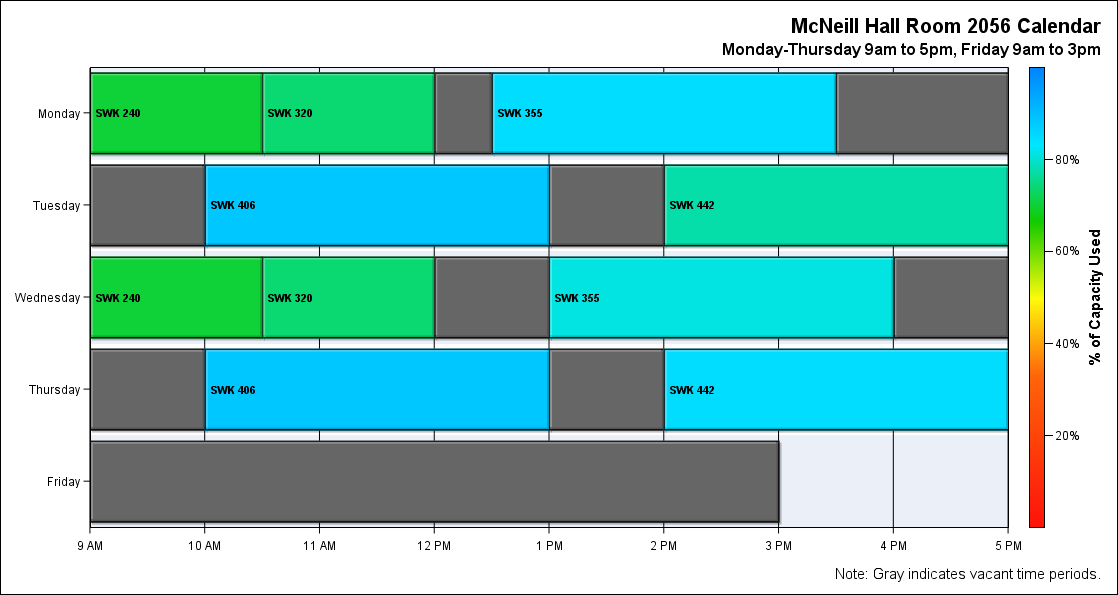 McNeill Hall Room 2056 Calendar
Monday-Thursday 9am to 5pm, Friday 9am to 3pm
Monday
SWK 240
SWK 320
SWK 355
Tuesday
SWK 406
SWK 442
Wednesday
SWK 240
SWK 320
SWK 355
Thursday
SWK 406
SWK 442
Friday
9 AM
10 AM
11 AM
12 PM
1 PM
2 PM
3 PM
4 PM
5 PM
80%
60%
40%
20%
% of Capacity Used
Note: Gray indicates vacant time periods.